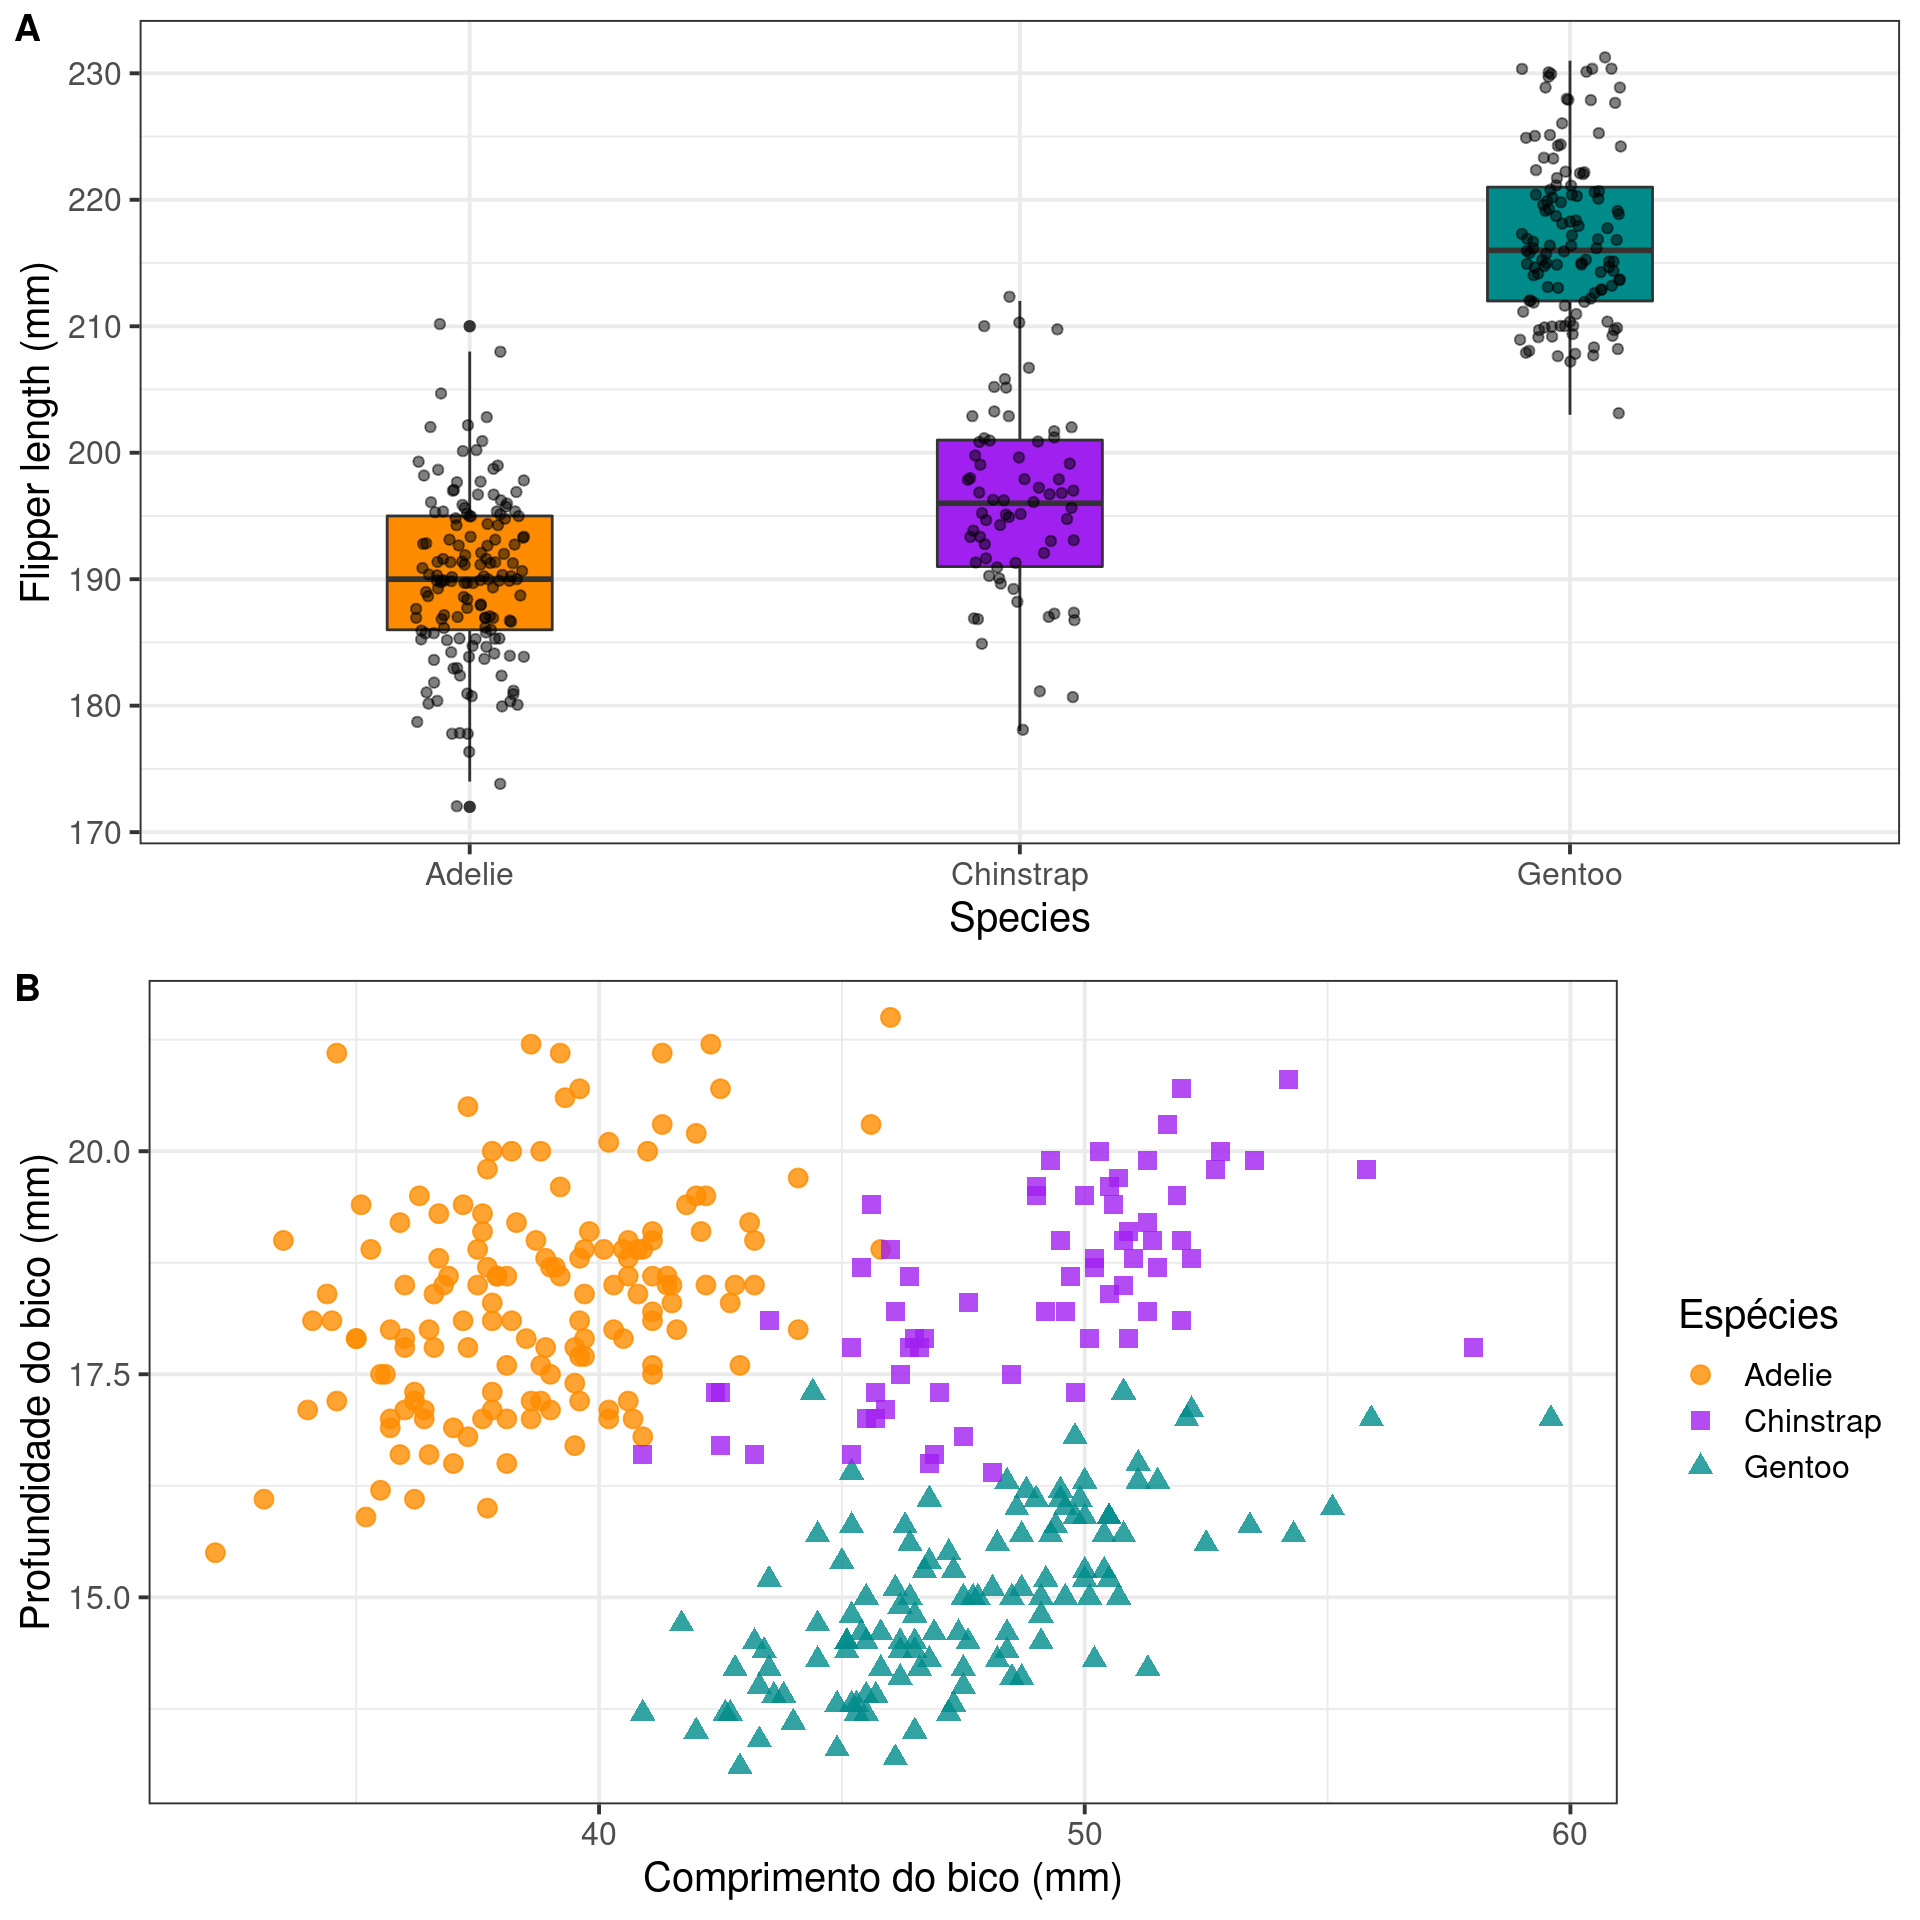 A
Flipper length (mm)
230
220
210
200
190
180
170
Adelie
Chinstrap
Gentoo
Species
B
Profundidade do bico (mm)
20.0
17.5
15.0
40
50
60
Comprimento do bico (mm)
Espécies
Adelie
Chinstrap
Gentoo